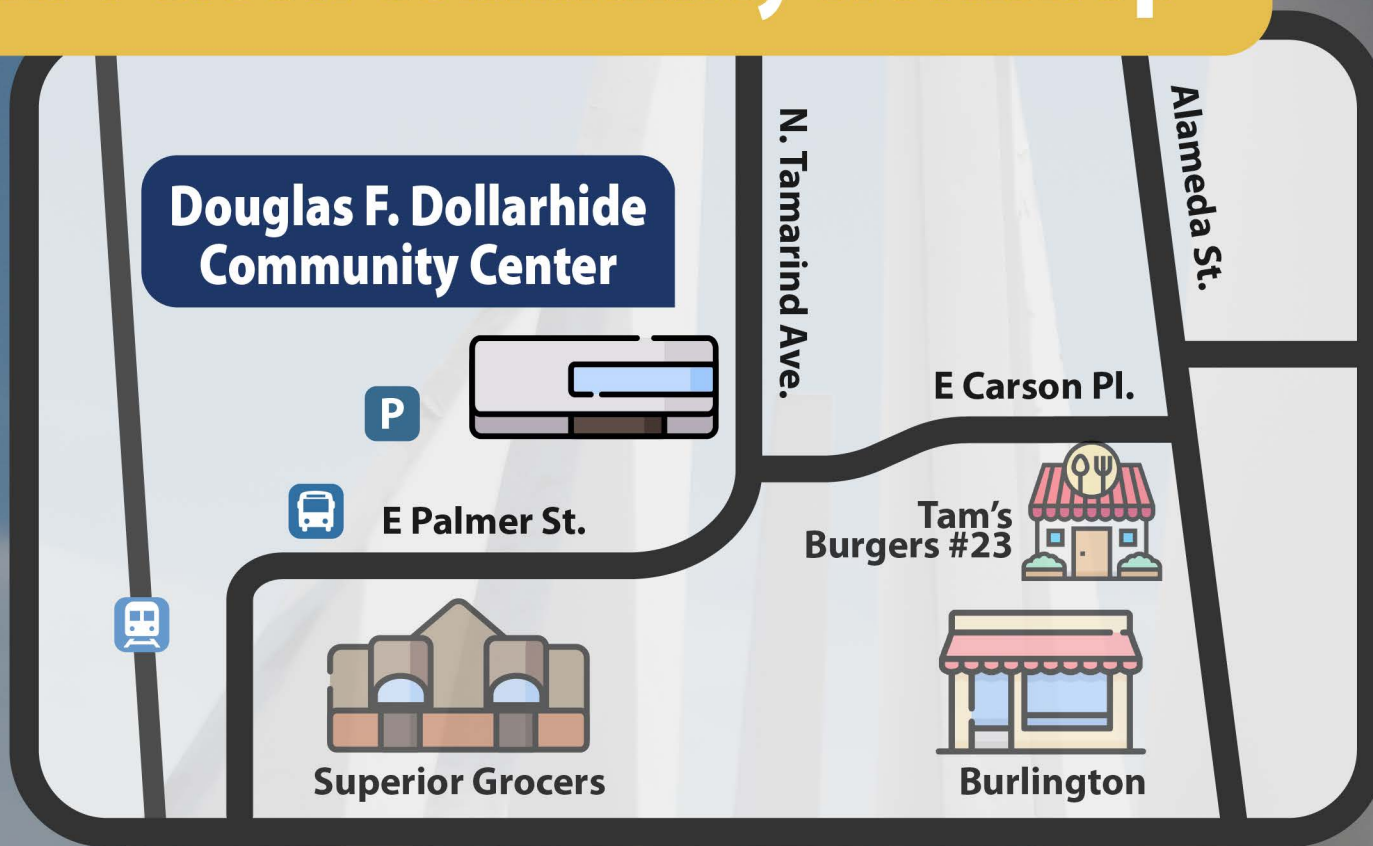 Douglas F. Dollarhide
Community Center
N. Tamarind Ave.
Alameda St.
E Carson Pl.
P
E Palmer St.
Tam's
Burgers #23
Superior Grocers
Burlington